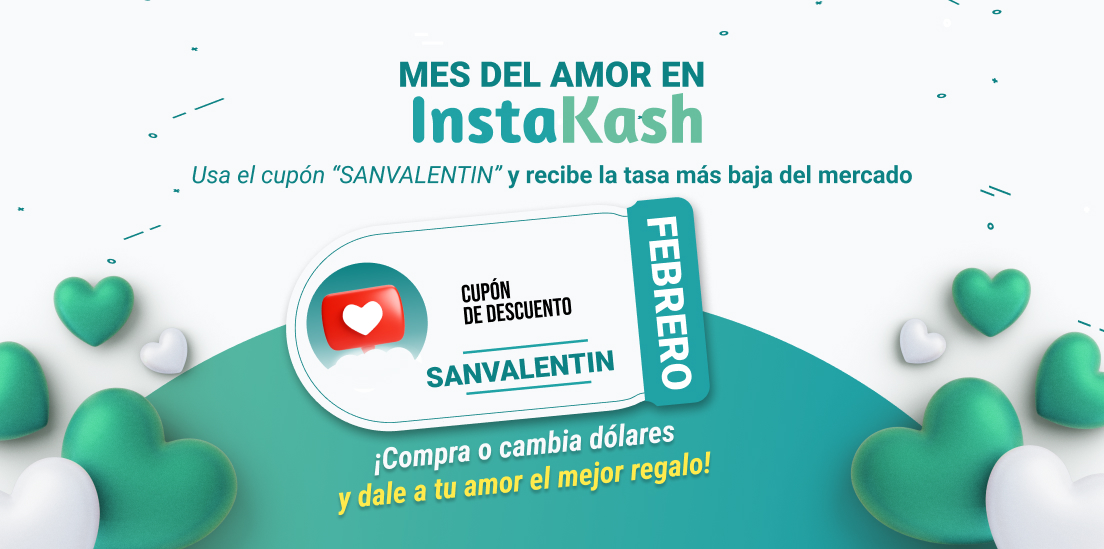 MES DEL AMOR EN
InstaKash
Usa el cupón “SANVALENTIN” y recibe la tasa más baja del mercado
FEBRERO
CUPÓN
DE DESCUENTO
SANVALENTIN
¡Compra o cambia dólares
y dale a tu amor el mejor regalo!